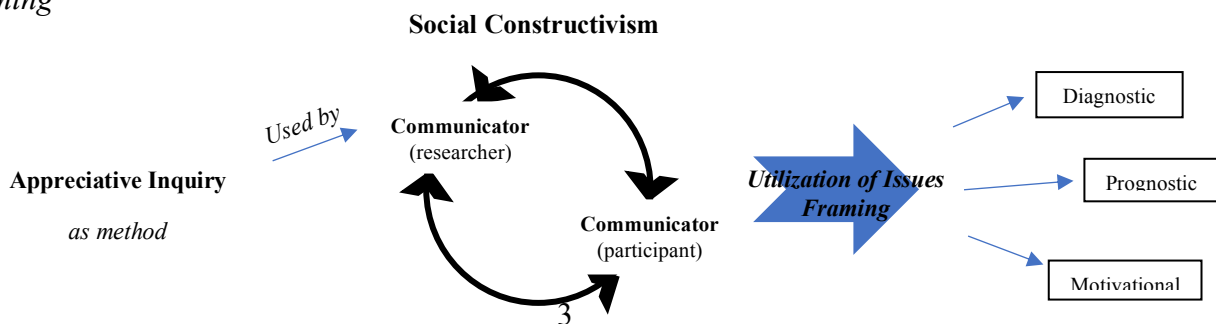 Social Constructivism
Used by
Communicator
(researcher)
Appreciative Inquiry
as method
Communicator
(participant)
Utilization of Issues
Framing
Diagnostic
Prognostic
Motivational
3